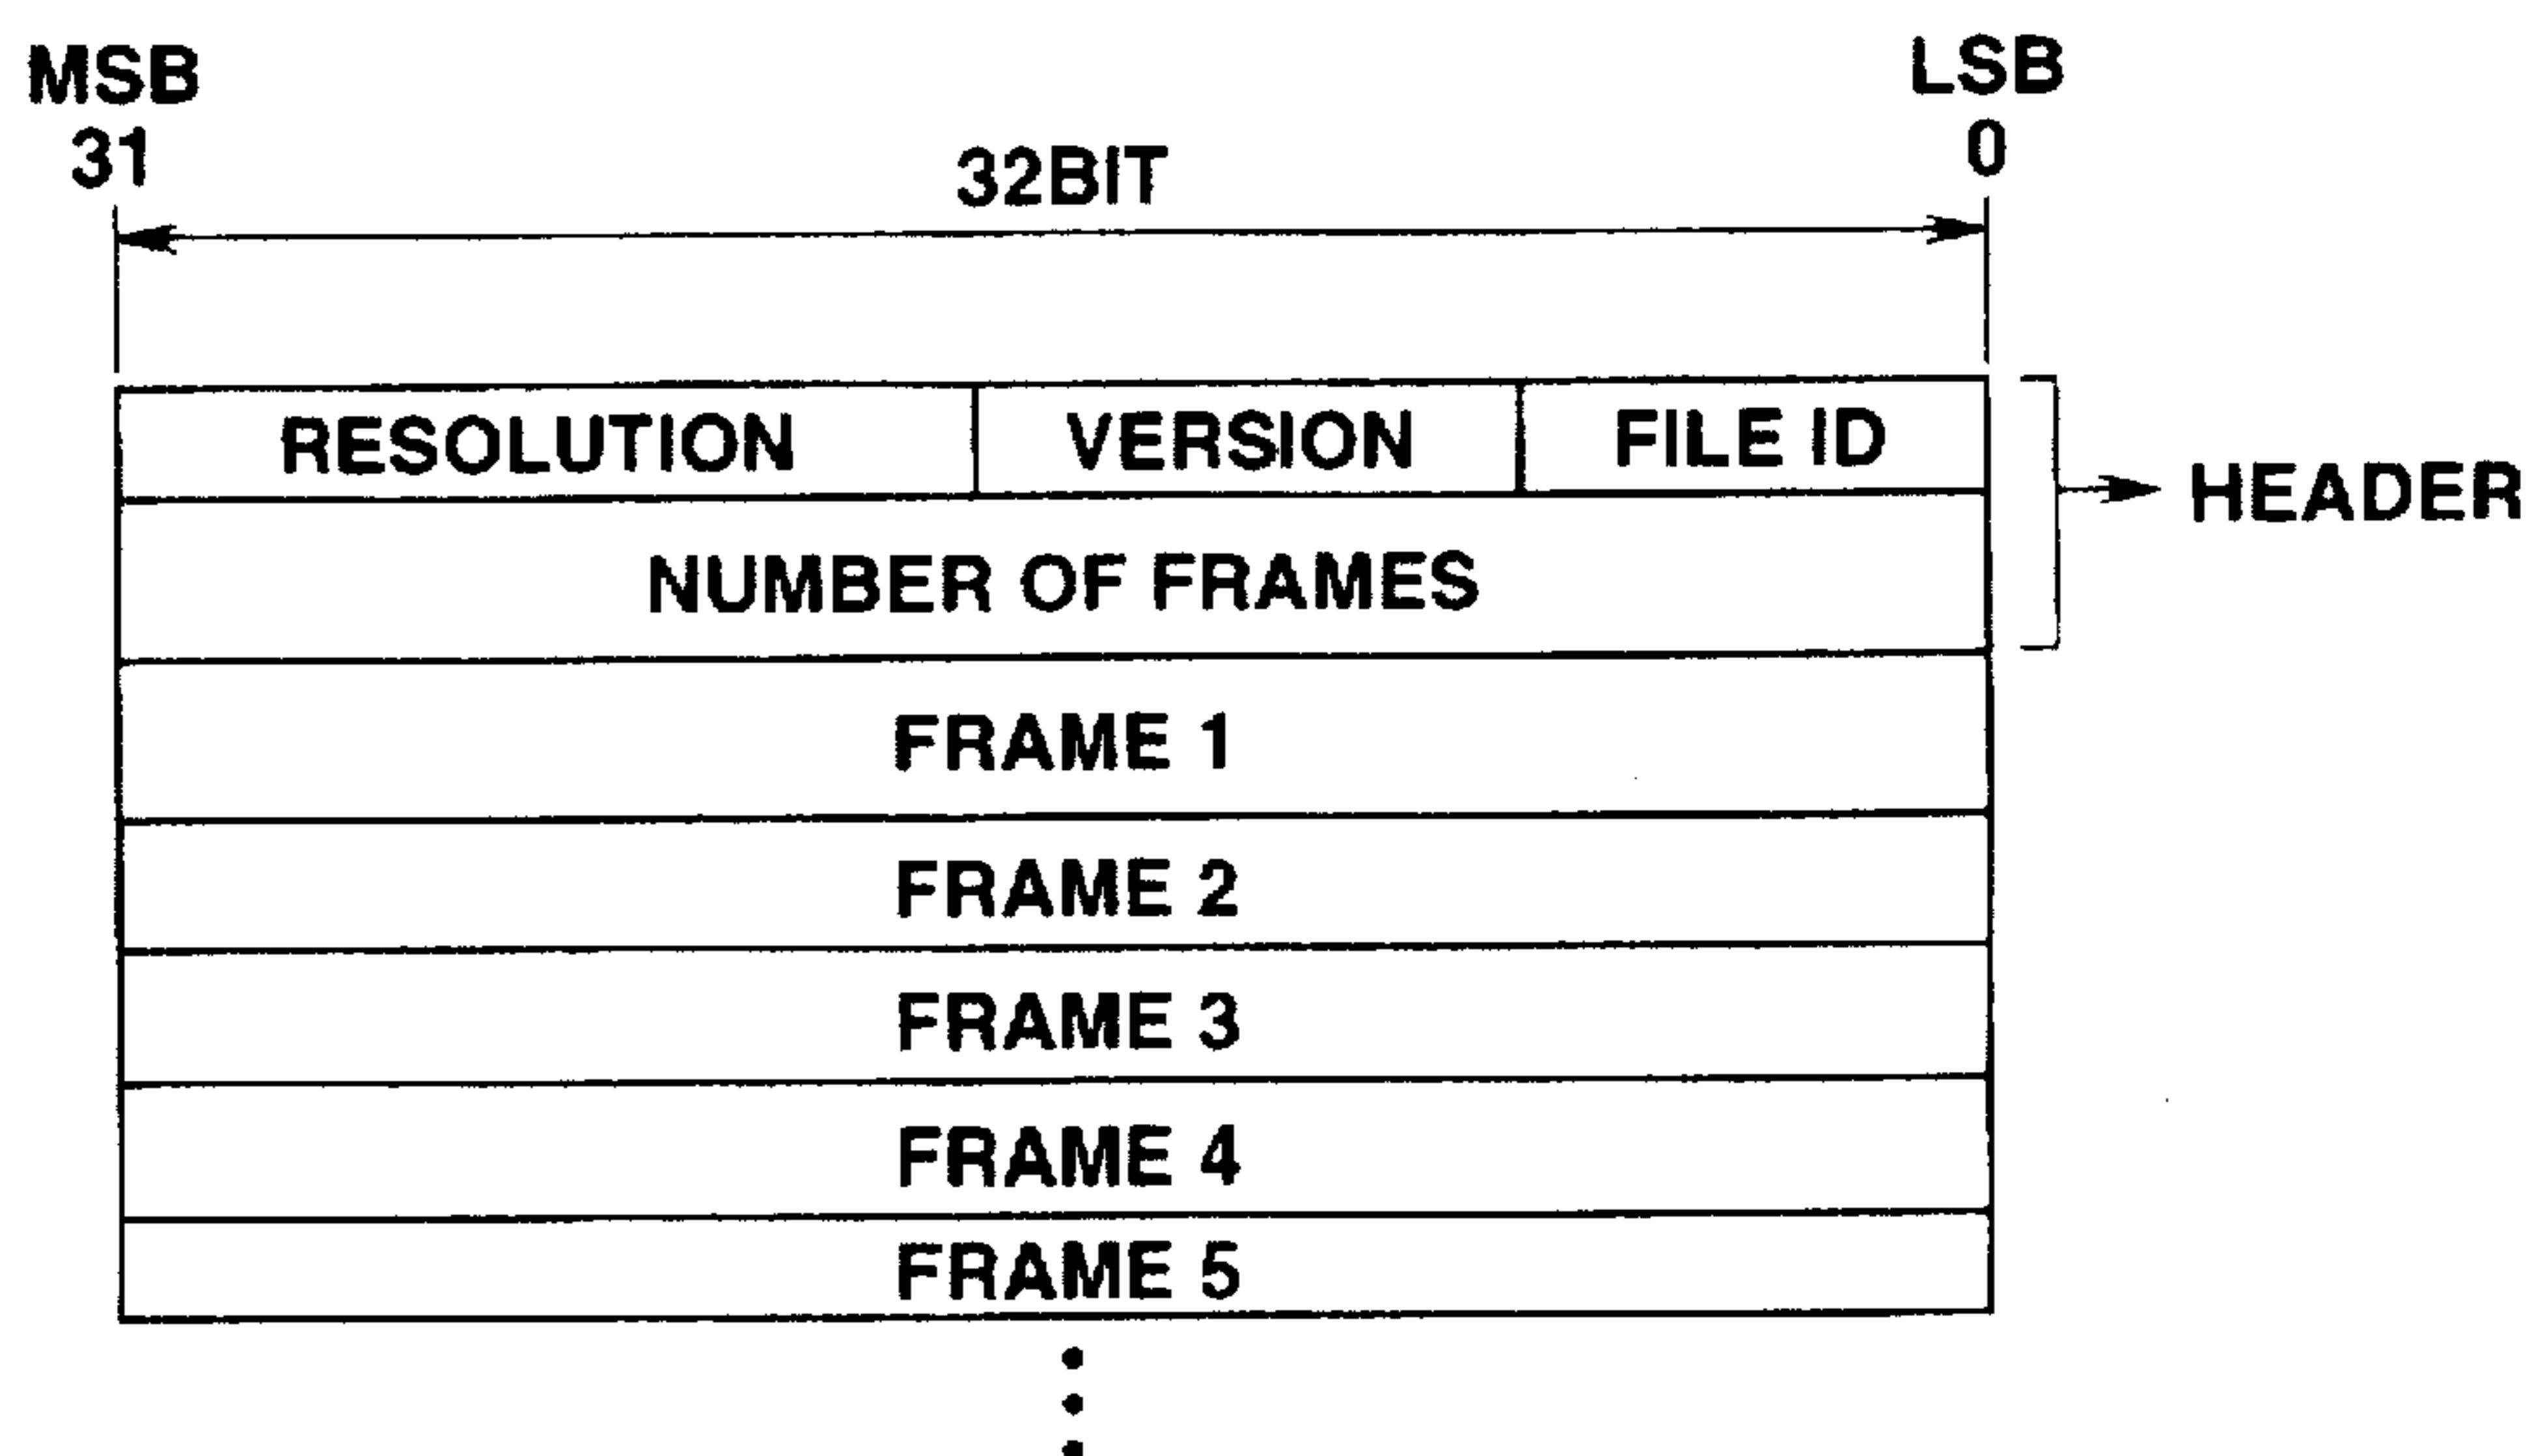 MSB LSB
31 0
32BIT
RESOLUTION VERSION FILE ID
HEADER
NUMBER OF FRAMES
FRAME 1
FRAME 2
FRAME 3
FRAME 4
FRAME 5